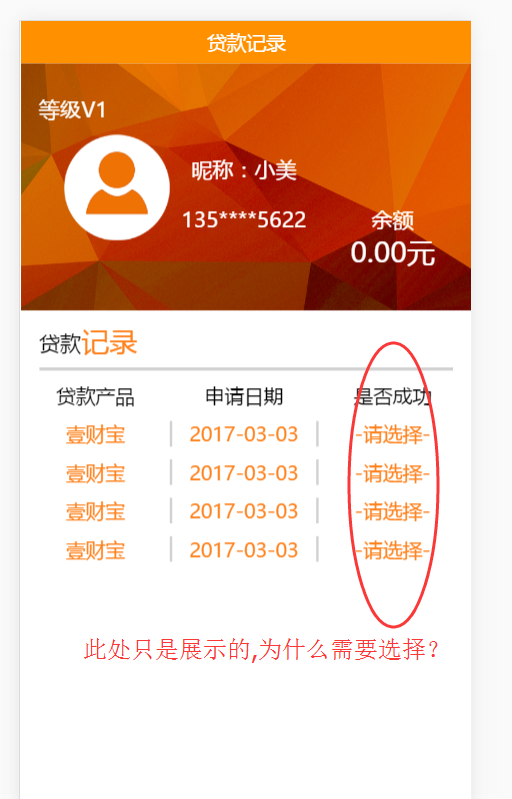 贷款记录
等级V1
昵称：小美
135****5622
余额
0.00元
贷款记录
贷款产品 申请日期 是否成功
壹财宝 2017-03-03 -请选择-
壹财宝 2017-03-03 -请选择-
壹财宝 2017-03-03 -请选择-
壹财宝 2017-03-03 -请选择-
此处只是展示的,为什么需要选择？